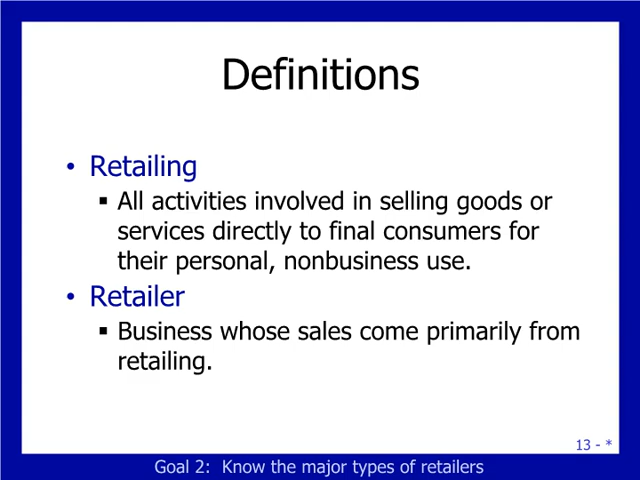 Definitions
• Retailing
▪ All activities involved in selling goods or
services directly to final consumers for
their personal, nonbusiness use.
• Retailer
▪ Business whose sales come primarily from
retailing.
13 - *
Goal 2:  Know the major types of retailers